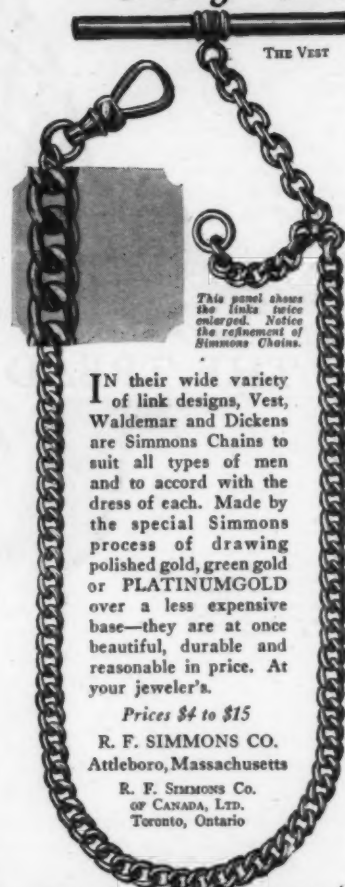 THE VEST
This panel shows
the links twice
enlarged. Notice
the refinement of
Simmons Chains.
IN their wide variety
of link designs, Vest,
Waldemar and Dickens
are Simmons Chains to
suit all types of men
and to accord with the
dress of each. Made by
the special Simmons
process of drawing
polished gold, green gold
or PLATINUMGOLD
over a less expensive
base—they are at once
beautiful, durable and
reasonable in price. At
your jeweler's.
Prices $4 to $15
R. F. SIMMONS CO.
Attleboro, Massachusetts
R. F. SIMMONS CO.
OF CANADA, LTD.
Toronto, Ontario